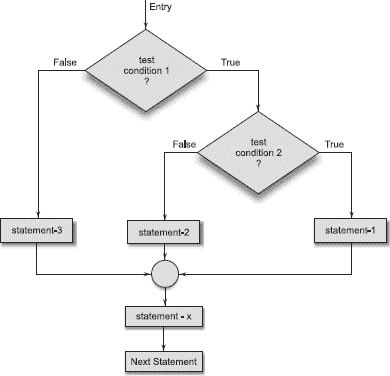 Entry
test
condition 1
?
False
True
test
condition 2
?
False
True
statement-3
statement-2
statement-1
statement - x
Next Statement